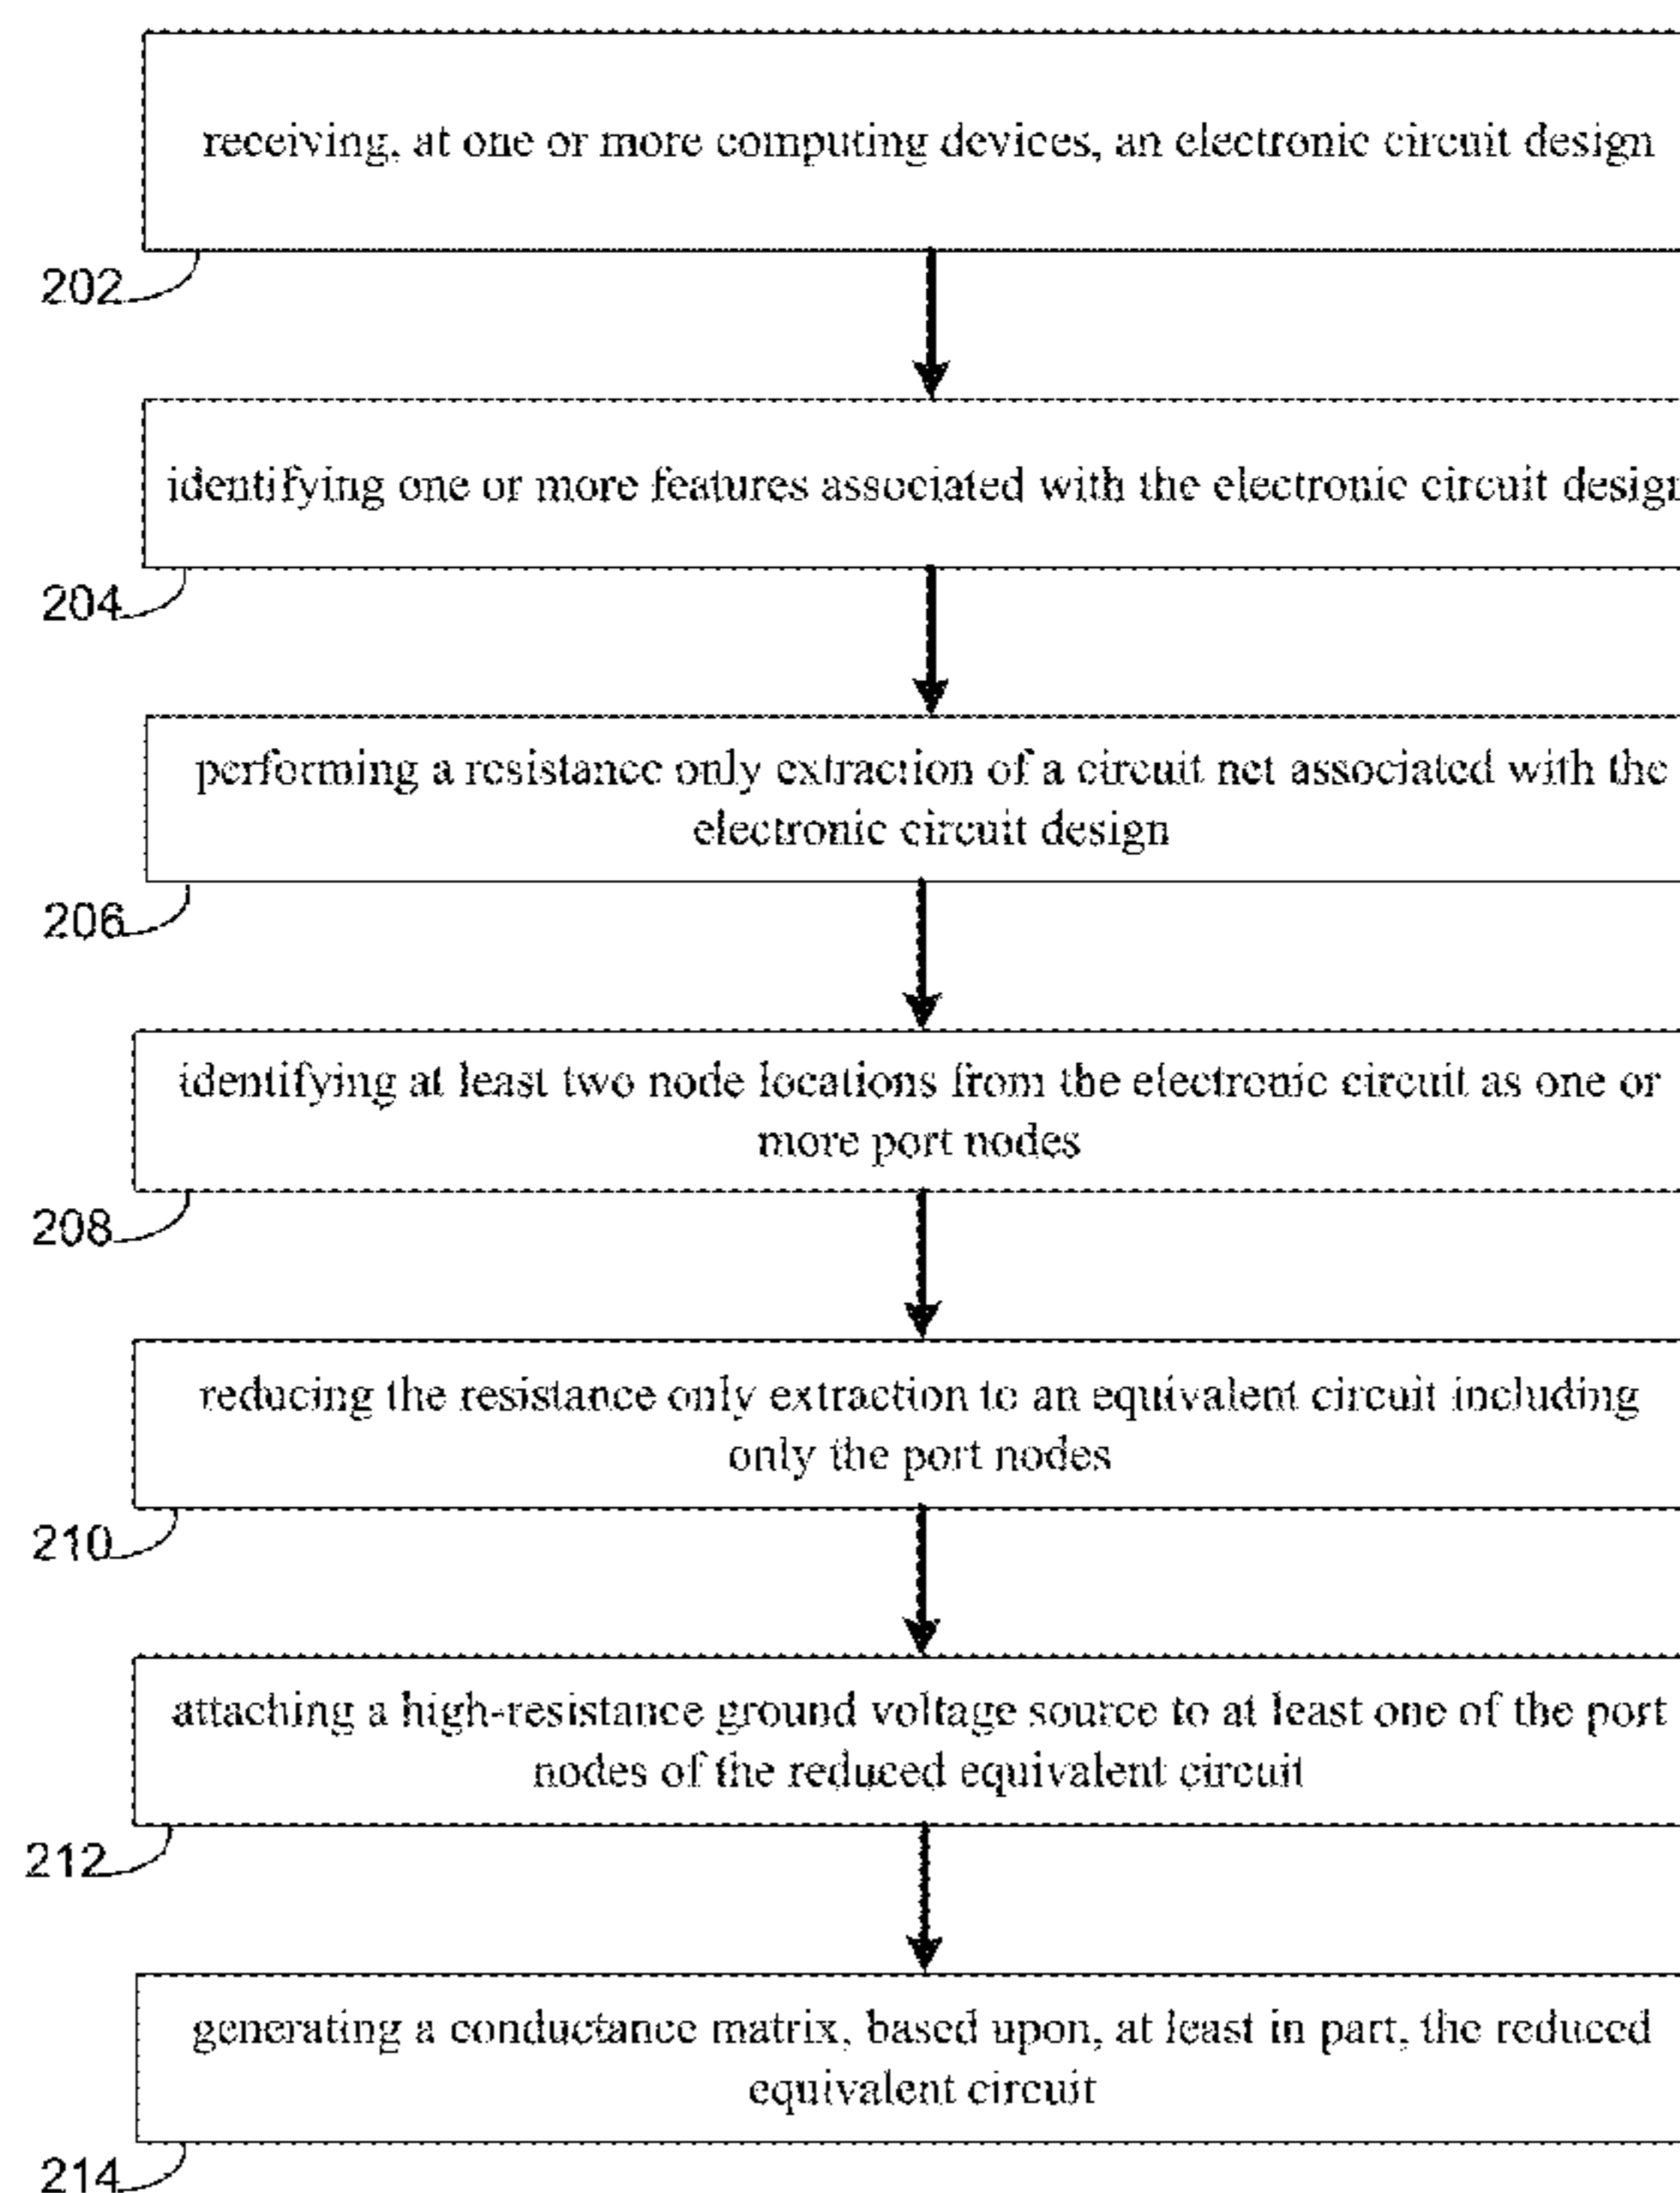 receiving, at one or more computing devices, an electronic circuit design
202
identifying one or more features associated with the electronic circuit design
204
performing a resistance only extraction of a circuit net associated with the
electronic circuit design
206
identifying at least two node locations from the electronic circuit as one or
more port nodes
208
reducing the resistance only extraction to an equivalent circuit including
only the port nodes
210
attaching a high-resistance ground voltage source to at least one of the port
nodes of the reduced equivalent circuit
212
generating a conductance matrix, based upon, at least in part, the reduced
equivalent circuit
214